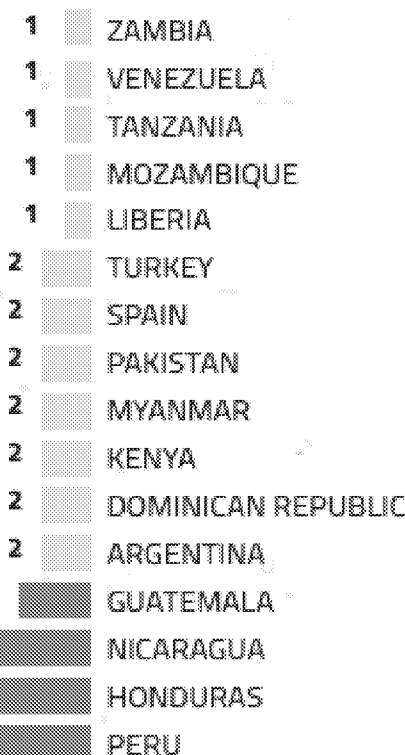 1 ZAMBIA
1 VENEZUELA
1 TANZANIA
1 MOZAMBIQUE
1 LIBERIA
2 TURKEY
2 SPAIN
2 PAKISTAN
2 MYANMAR
2 KENYA
2 DOMINICAN REPUBLIC
2 ARGENTINA
GUATEMALA
NICARAGUA
HONDURAS
PERU